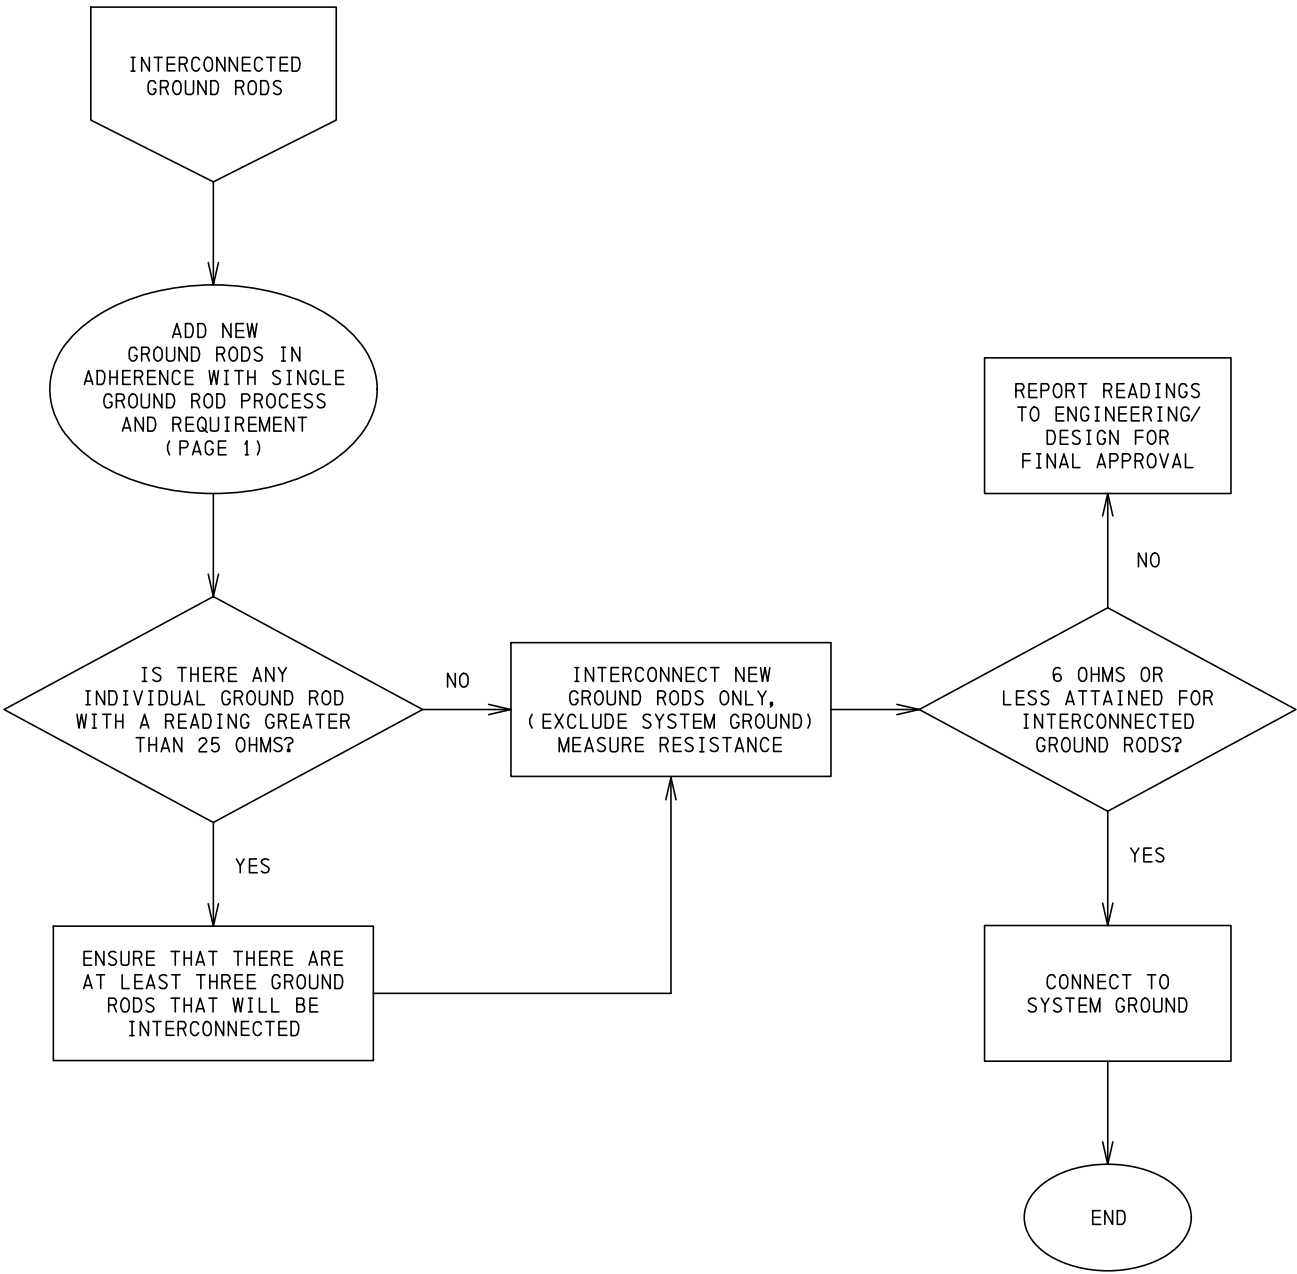 INTERCONNECTED
GROUND RODS
ADD NEW
GROUND RODS IN
ADHERENCE WITH SINGLE
GROUND ROD PROCESS
AND REQUIREMENT
(PAGE 1)
IS THERE ANY
INDIVIDUAL GROUND ROD
WITH A READING GREATER
THAN 25 OHMS?
NO
YES
ENSURE THAT THERE ARE
AT LEAST THREE GROUND
RODS THAT WILL BE
INTERCONNECTED
INTERCONNECT NEW
GROUND RODS ONLY,
(EXCLUDE SYSTEM GROUND)
MEASURE RESISTANCE
6 OHMS OR
LESS ATTAINED FOR
INTERCONNECTED
GROUND RODS?
NO
REPORT READINGS
TO ENGINEERING/
DESIGN FOR
FINAL APPROVAL
YES
CONNECT TO
SYSTEM GROUND
END